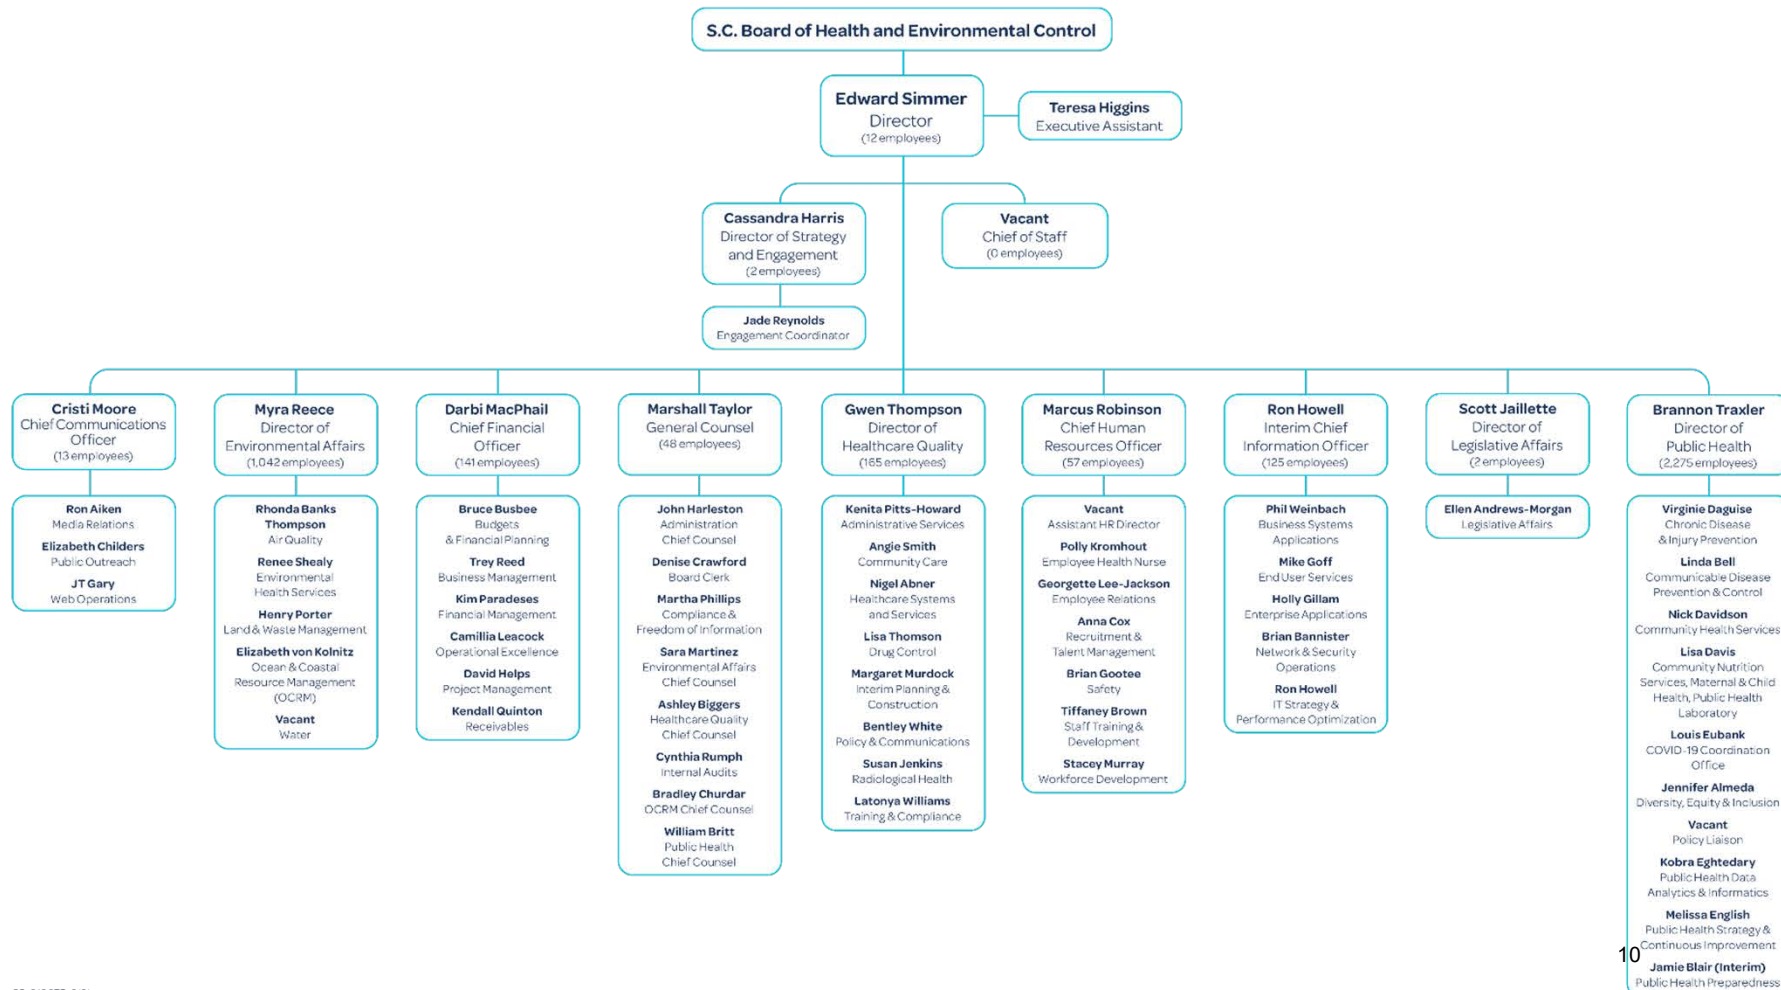 S.C. Board of Health and Environmental Control
Edward Simmer
Director
(12 employees)
Teresa Higgins
Executive Assistant
Cassandra Harris
Director of Strategy
and Engagement
(2 employees)
Vacant
Chief of Staff
(0 employees)
Jade Reynolds
Engagement Coordinator
Cristi Moore
Chief Communications
Officer
(13 employees)
Ron Aiken
Media Relations
Elizabeth Childers
Public Outreach
JT Gary
Web Operations
Myra Reece
Director of
Environmental Affairs
(1,042 employees)
Rhonda Banks
Thompson
Air Quality
Renee Shealy
Environmental
Health Services
Henry Porter
Land & Waste Management
Elizabeth von Kolnitz
Ocean & Coastal
Resource Management
(OCRM)
Vacant
Water
Darbi MacPhail
Chief Financial
Officer
(141 employees)
Bruce Busbee
Budgets
& Financial Planning
Trey Reed
Business Management
Kim Paradeses
Financial Management
Camillia Leacock
Operational Excellence
David Helps
Project Management
Kendall Quinton
Receivables
Marshall Taylor
General Counsel
(48 employees)
John Harleston
Administration
Chief Counsel
Denise Crawford
Board Clerk
Martha Phillips
Compliance &
Freedom of Information
Sara Martinez
Environmental Affairs
Chief Counsel
Ashley Biggers
Healthcare Quality
Chief Counsel
Cynthia Rumph
Internal Audits
Bradley Churdar
OCRM Chief Counsel
William Britt
Public Health
Chief Counsel
Gwen Thompson
Director of
Healthcare Quality
(165 employees)
Kenita Pitts-Howard
Administrative Services
Angie Smith
Community Care
Nigel Abner
Healthcare Systems
and Services
Lisa Thomson
Drug Control
Margaret Murdock
Interim Planning &
Construction
Bentley White
Policy & Communications
Susan Jenkins
Radiological Health
Latonya Williams
Training & Compliance
Marcus Robinson
Chief Human
Resources Officer
(57 employees)
Vacant
Assistant HR Director
Polly Kromhout
Employee Health Nurse
Georgette Lee-Jackson
Employee Relations
Anna Cox
Recruitment &
Talent Management
Brian Gootee
Safety
Tiffaney Brown
Staff Training &
Development
Stacey Murray
Workforce Development
Ron Howell
Interim Chief
Information Officer
(125 employees)
Phil Weinbach
Business Systems
Applications
Mike Goff
End User Services
Holly Gillam
Enterprise Applications
Brian Bannister
Network & Security
Operations
Ron Howell
IT Strategy &
Performance Optimization
Scott Jaillette
Director of
Legislative Affairs
(2 employees)
Ellen Andrews-Morgan
Legislative Affairs
Brannon Traxler
Director of
Public Health
(2,275 employees)
Virginie Daguise
Chronic Disease
& Injury Prevention
Linda Bell
Communicable Disease
Prevention & Control
Nick Davidson
Community Health Services
Lisa Davis
Community Nutrition
Services, Maternal & Child
Health, Public Health
Laboratory
Louis Eubank
COVID-19 Coordination
Office
Jennifer Almeda
Diversity, Equity & Inclusion
Vacant
Policy Liaison
Kobra Eghtedary
Public Health Data
Analytics & Informatics
Melissa English
Public Health Strategy &
Continuous Improvement
Jamie Blair (Interim)
Public Health Preparedness
10